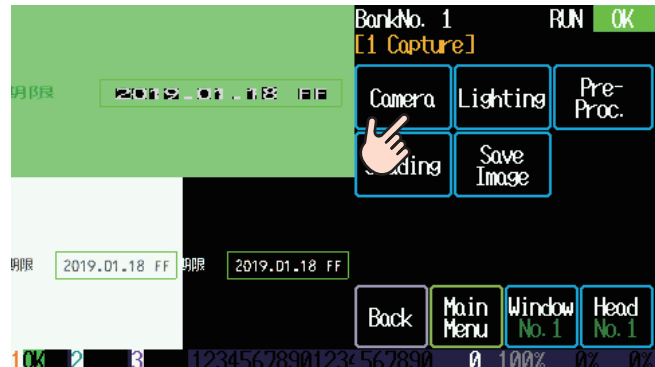 BankNo. 1 RUN OK
[1 Capture]
Camera Lighting Pre-Proc.
Save Image
期限 2019.01.18 FF
期限 2019.01.18 FF
期限 2019.01.18 FF
Back Main Menu Window No.1 Head No.1
1 OK 2 3 0 100% 0% 0%